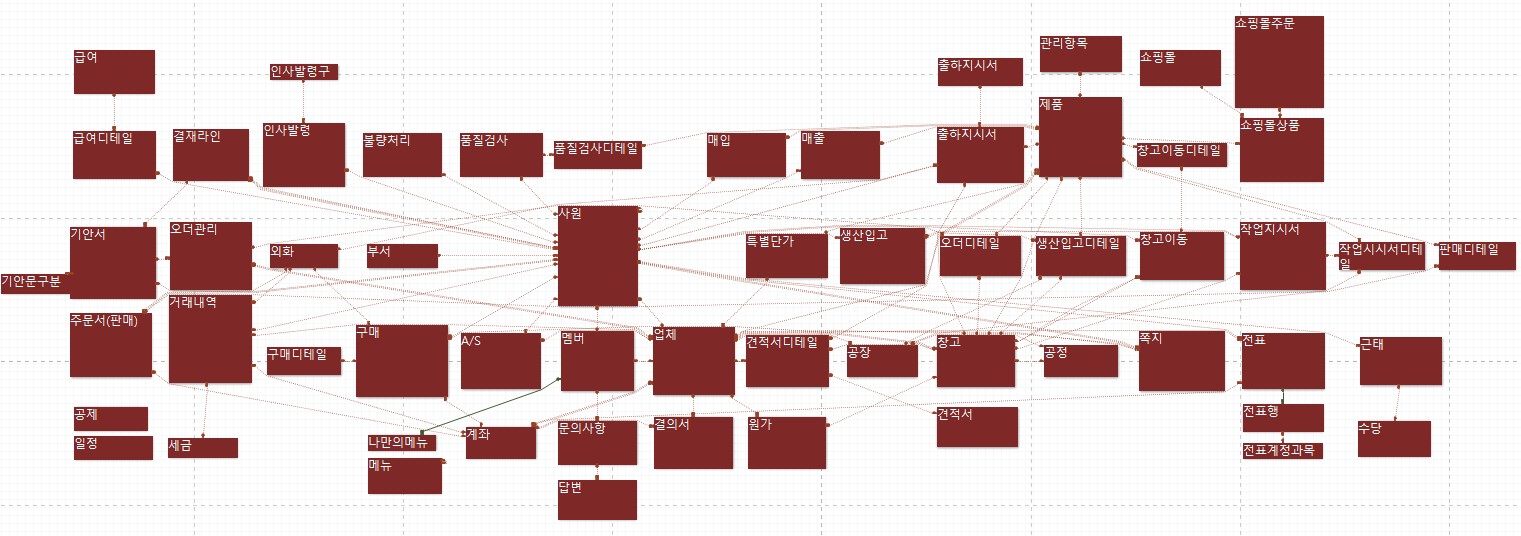 쇼핑몰주문
관리항목
급여
쇼핑몰
출하지시서
인사발령구
제품
쇼핑몰상품
인사발령
출하지시서
급여디테일
결재라인
불량처리
품질검사
매입
매출
품질검사디테일
창고이동디테일
사원
오더관리
작업지시서
기안서
특별단가
생산입고
오더디테일
생산입고디테일
창고이동
외화
부서
작업시시서디테
일
판매디테일
기안문구분
거래내역
주문서(판매)
구매
A/S
멤버
업체
견적서디테일
창고
쪽지
전표
근태
구매디테일
공장
공정
공제
견적서
전표행
나만의메뉴
계좌
문의사항
결의서
원가
수당
일정
세금
전표계정과목
메뉴
답변